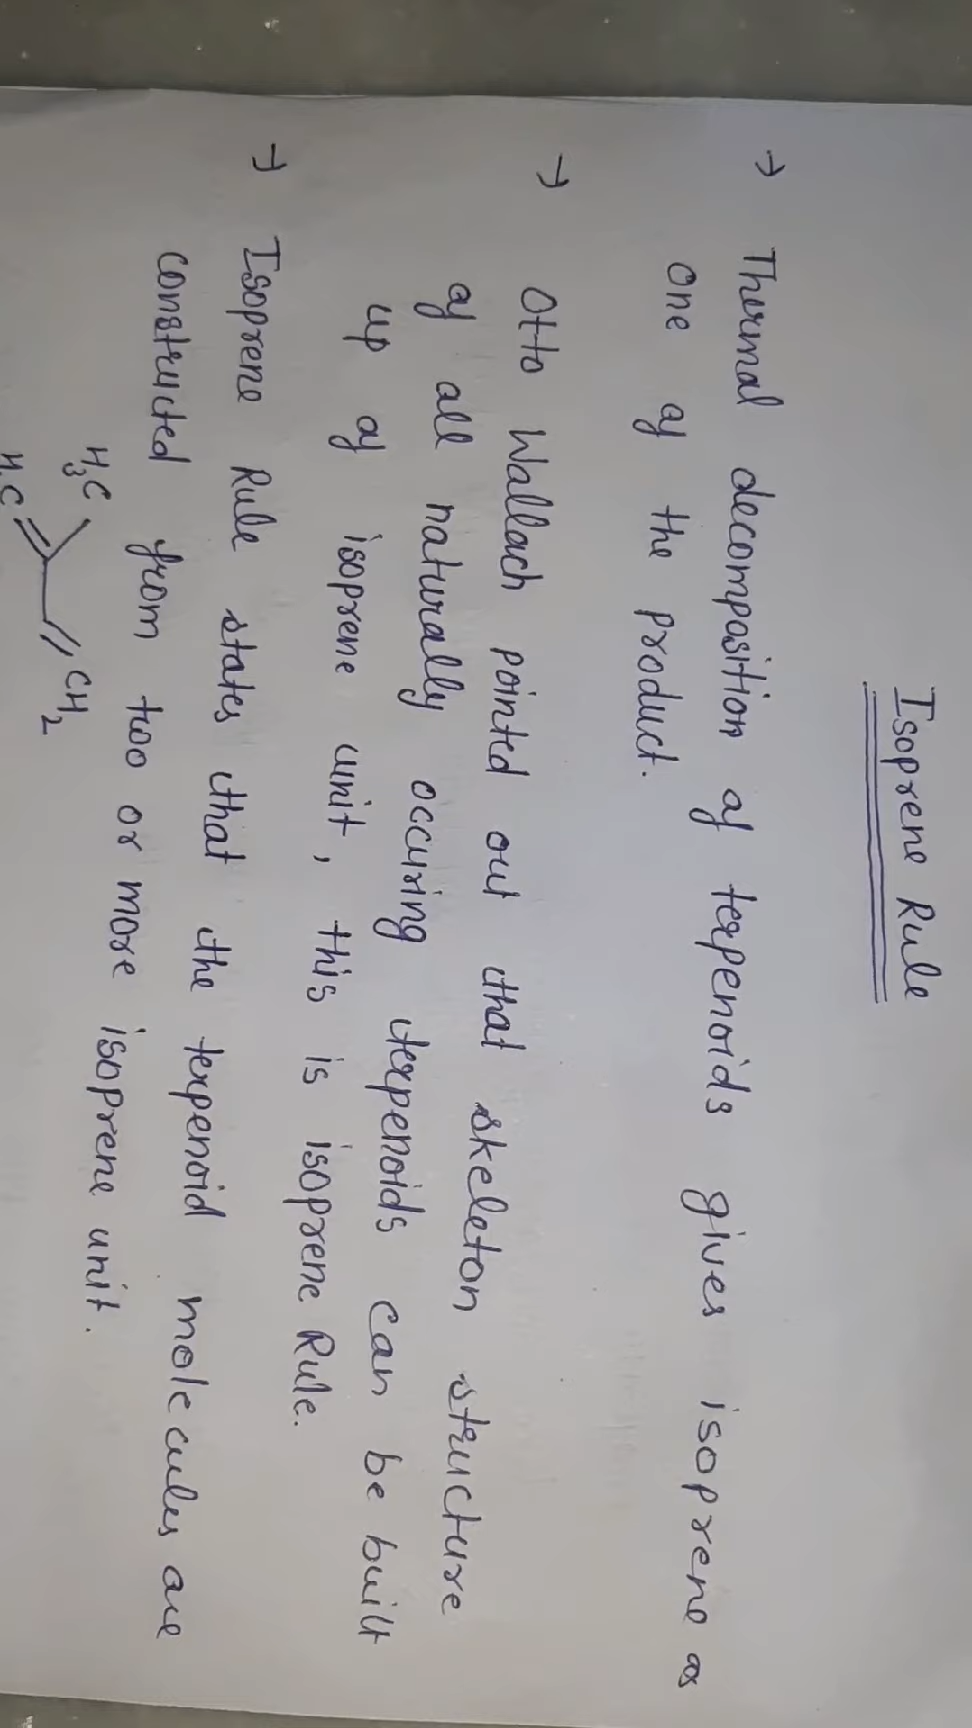 Isoprene Rule
→ Thermal decomposition of terpenoids gives isoprene as
one of the product.
→ Otto Wallach pointed out that skeleton structure
of all naturally occuring terpenoids can be built
up of isoprene unit, this is isoprene Rule.
→ Isoprene Rule states that the terpenoid molecules are
constructed from two or more isoprene unit.
H₃C
CH₂